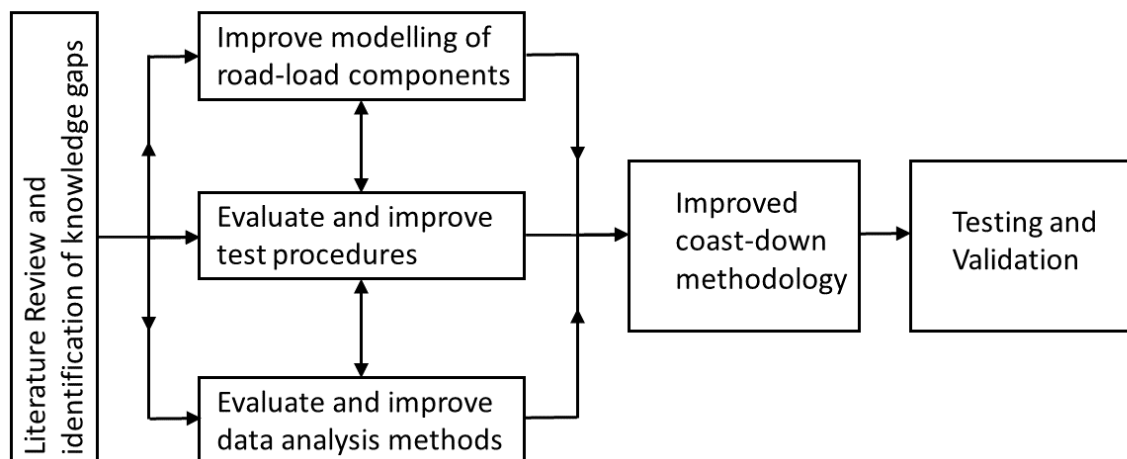 Literature Review and
identification of knowledge gaps
Improve modelling of
road-load components
Evaluate and improve
test procedures
Evaluate and improve
data analysis methods
Improved
coast-down
methodology
Testing and
Validation